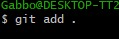 Gabbo@DESKTOP-TT2
$ git add .